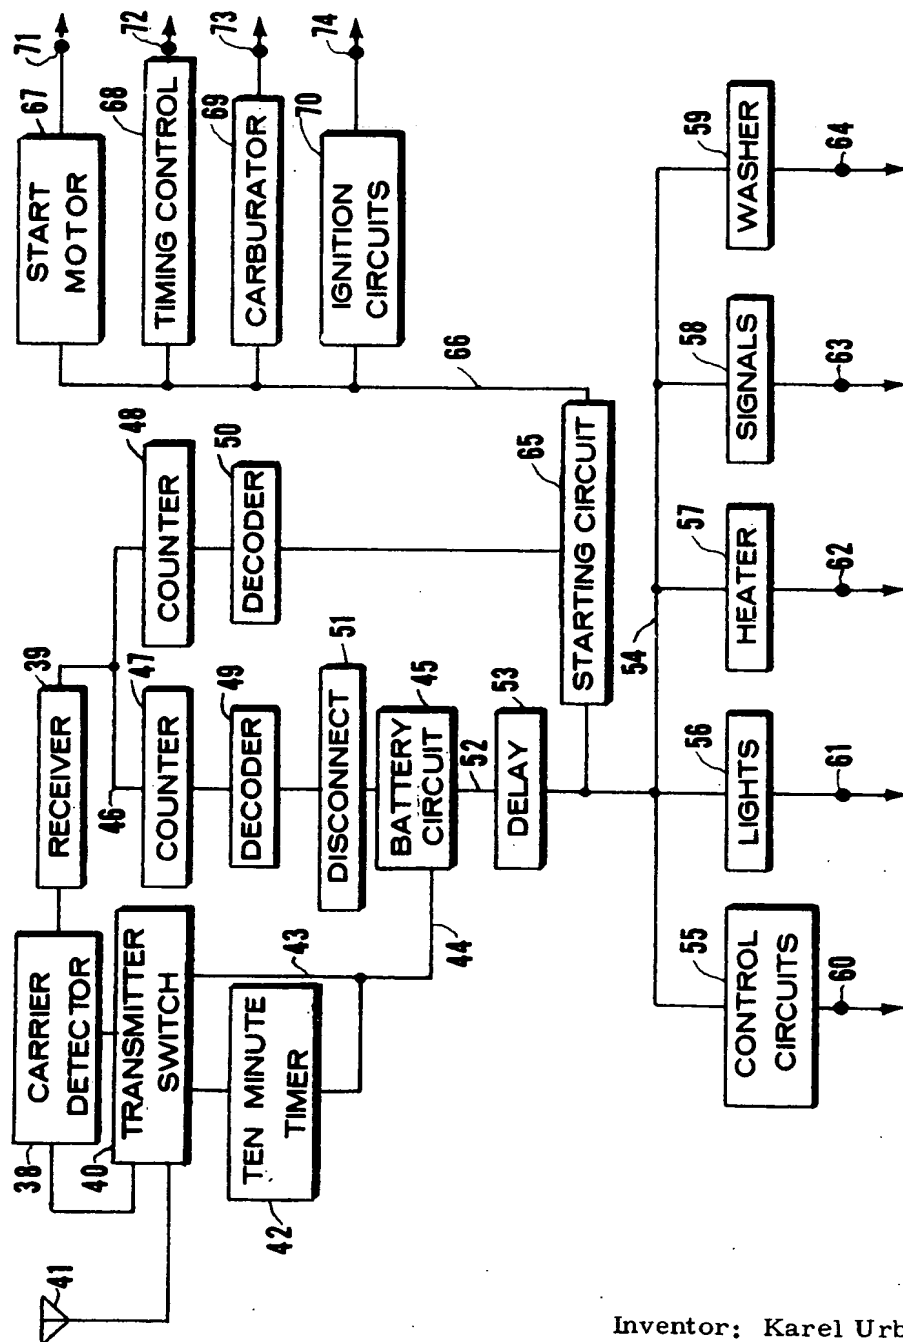 41
38
CARRIER
DETECTOR
39
RECEIVER
40
TRANSMITTER
SWITCH
42
TEN MINUTE
TIMER
43
44
46
47
COUNTER
48
COUNTER
49
DECODER
50
DECODER
51
DISCONNECT
45
BATTERY
CIRCUIT
52
53
DELAY
65
STARTING CIRCUIT
66
67
START
MOTOR
71
68
TIMING CONTROL
72
69
CARBURATOR
73
70
IGNITION
CIRCUITS
74
54
55
CONTROL
CIRCUITS
60
56
LIGHTS
61
57
HEATER
62
58
SIGNALS
63
59
WASHER
64
Inventor: Karel Urb